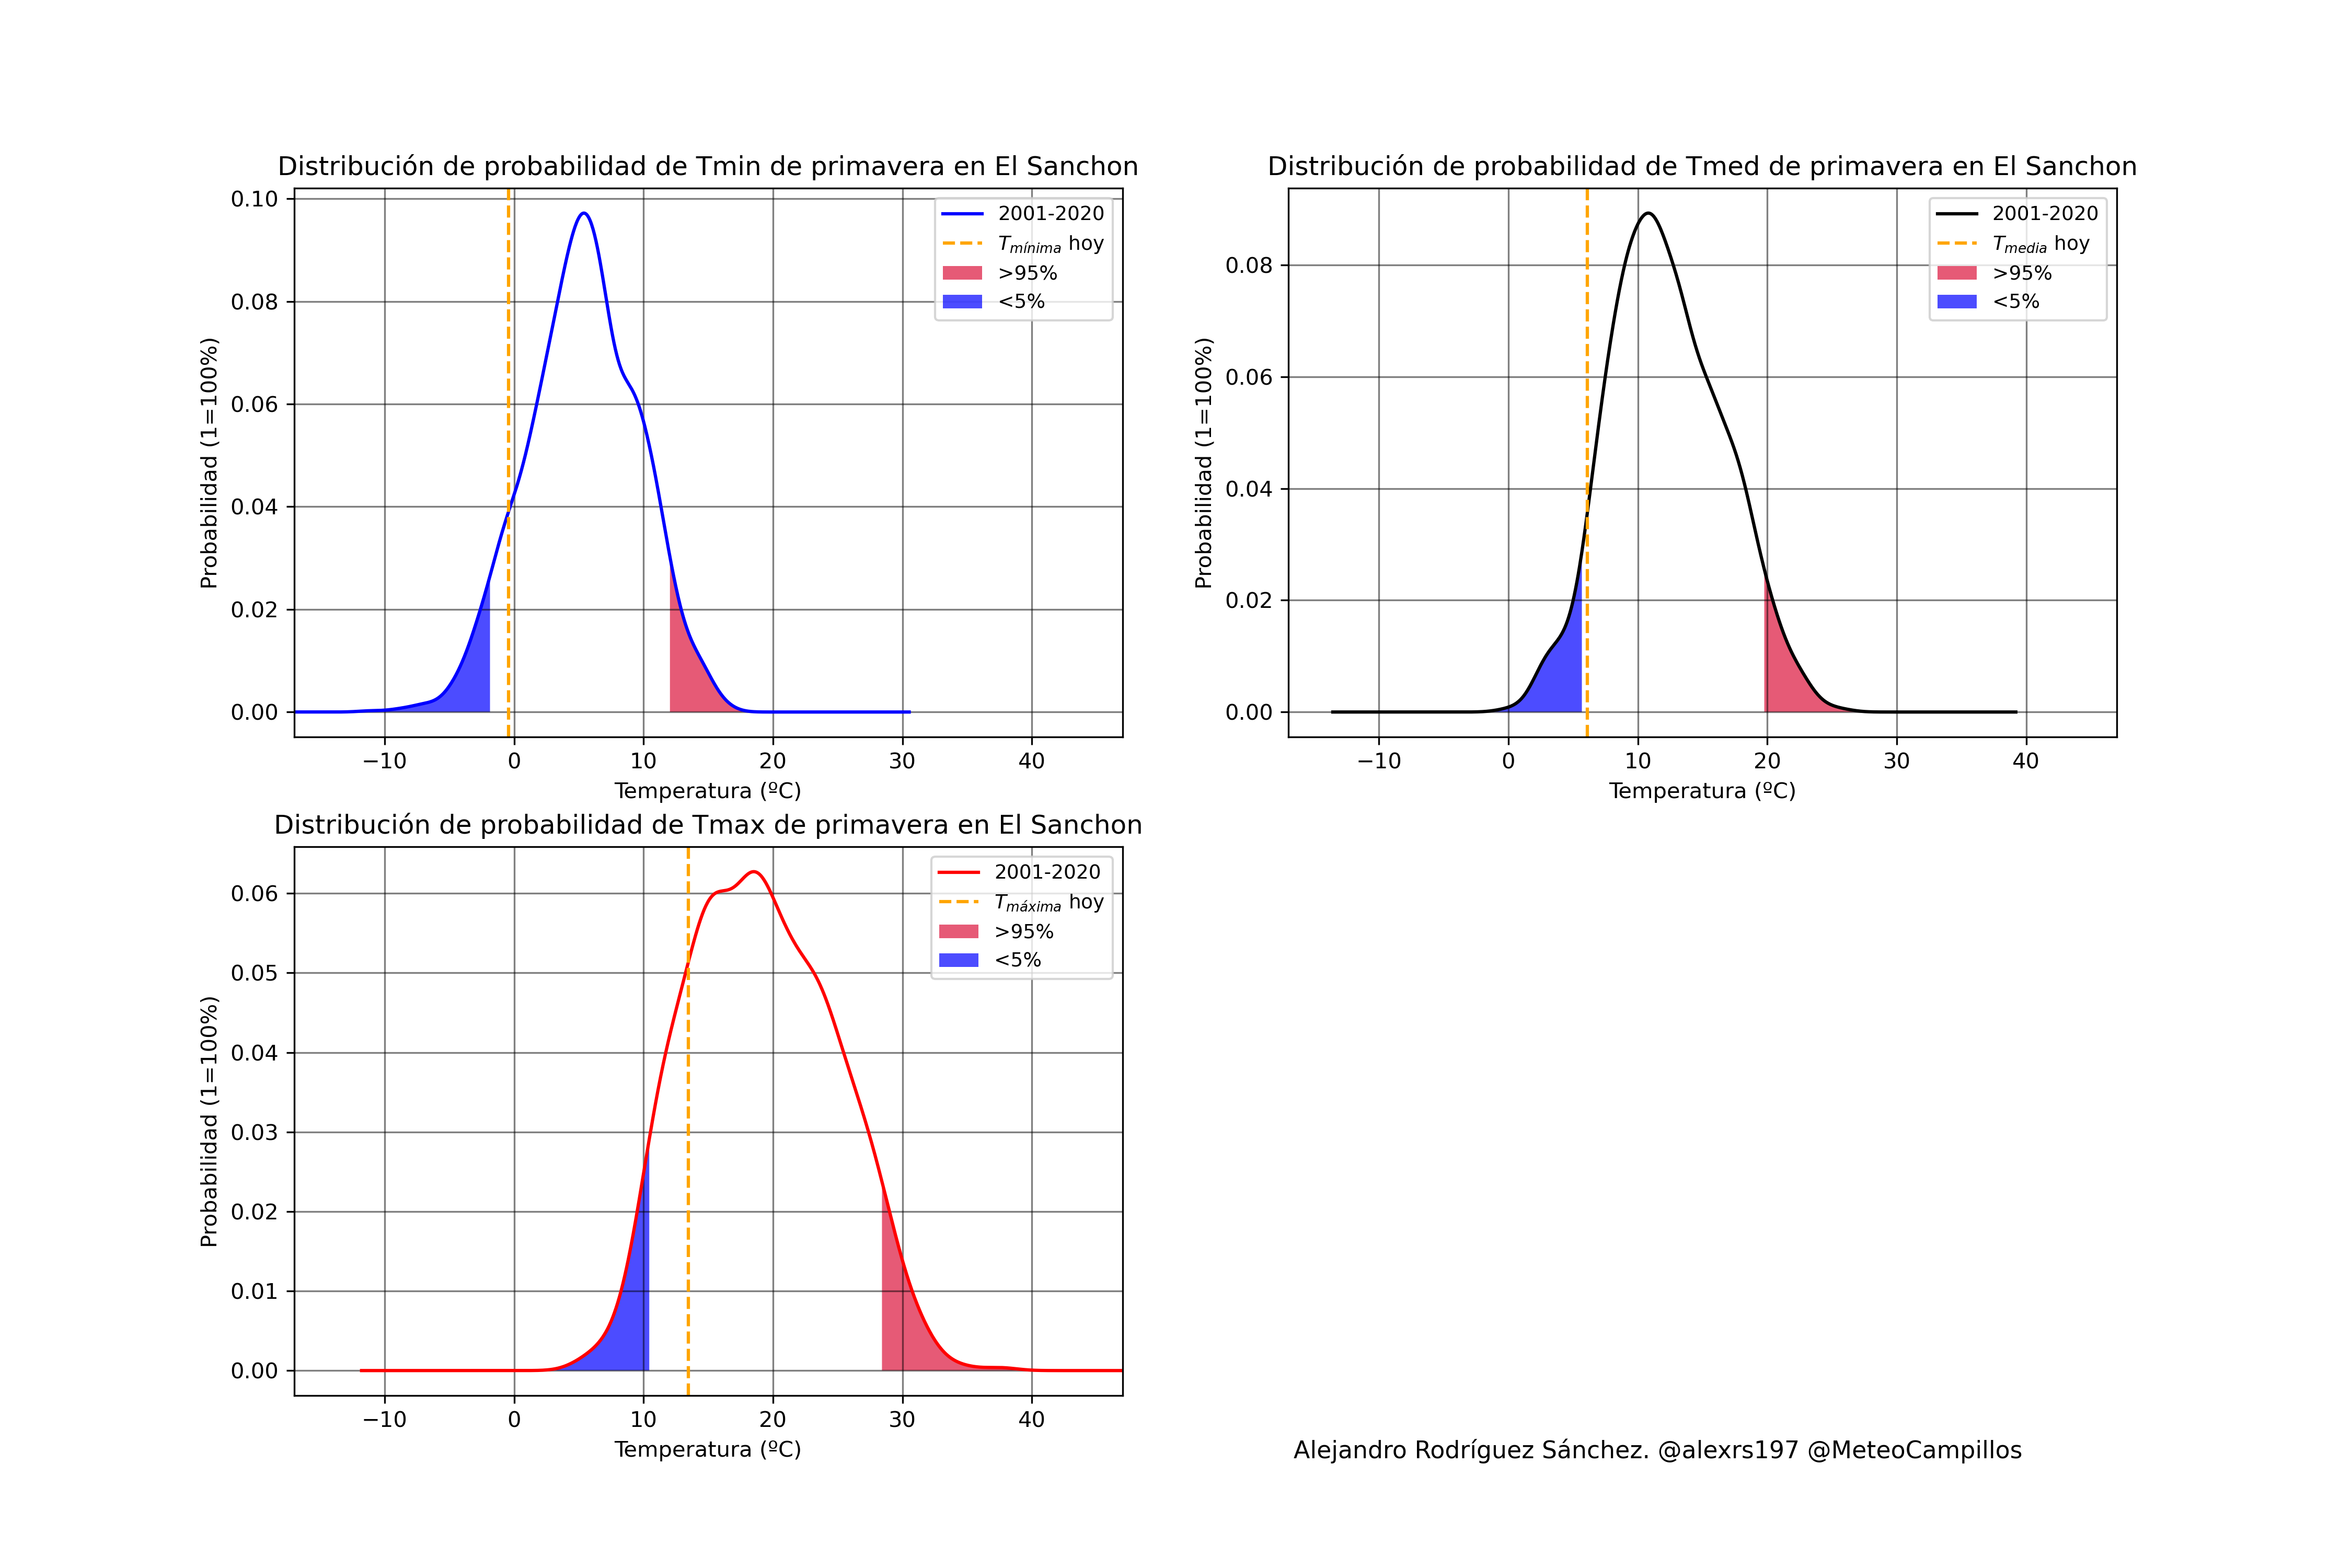 Distribución de probabilidad de Tmin de primavera en El Sanchon
0.10
0.08
0.06
0.04
0.02
0.00
Probabilidad (1=100%)
−10 0 10 20 30 40
Temperatura (ºC)
2001-2020
Tmínima hoy
>95%
<5%
Distribución de probabilidad de Tmed de primavera en El Sanchon
0.08
0.06
0.04
0.02
0.00
Probabilidad (1=100%)
−10 0 10 20 30 40
Temperatura (ºC)
2001-2020
Tmedia hoy
>95%
<5%
Distribución de probabilidad de Tmax de primavera en El Sanchon
0.06
0.05
0.04
0.03
0.02
0.01
0.00
Probabilidad (1=100%)
−10 0 10 20 30 40
Temperatura (ºC)
2001-2020
Tmáxima hoy
>95%
<5%
Alejandro Rodríguez Sánchez. @alexrs197 @MeteoCampillos